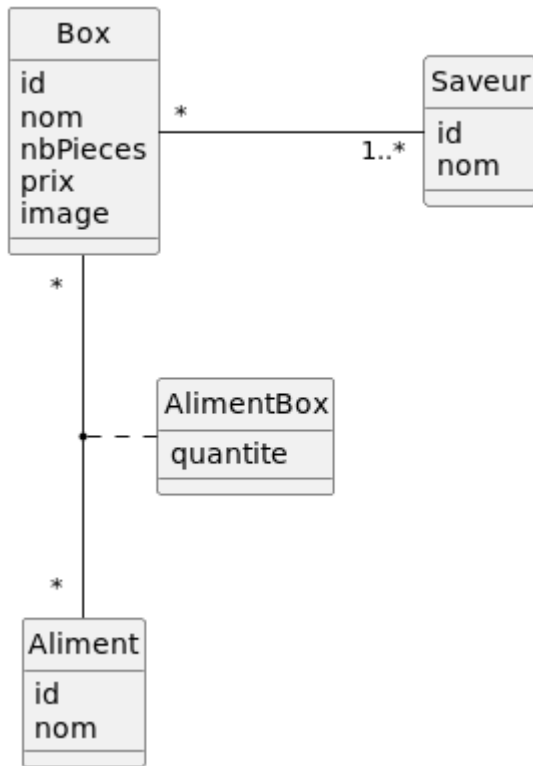 Box
id
nom
nbPieces
prix
image
*
1..*
Saveur
id
nom
*
AlimentBox
quantite
*
Aliment
id
nom